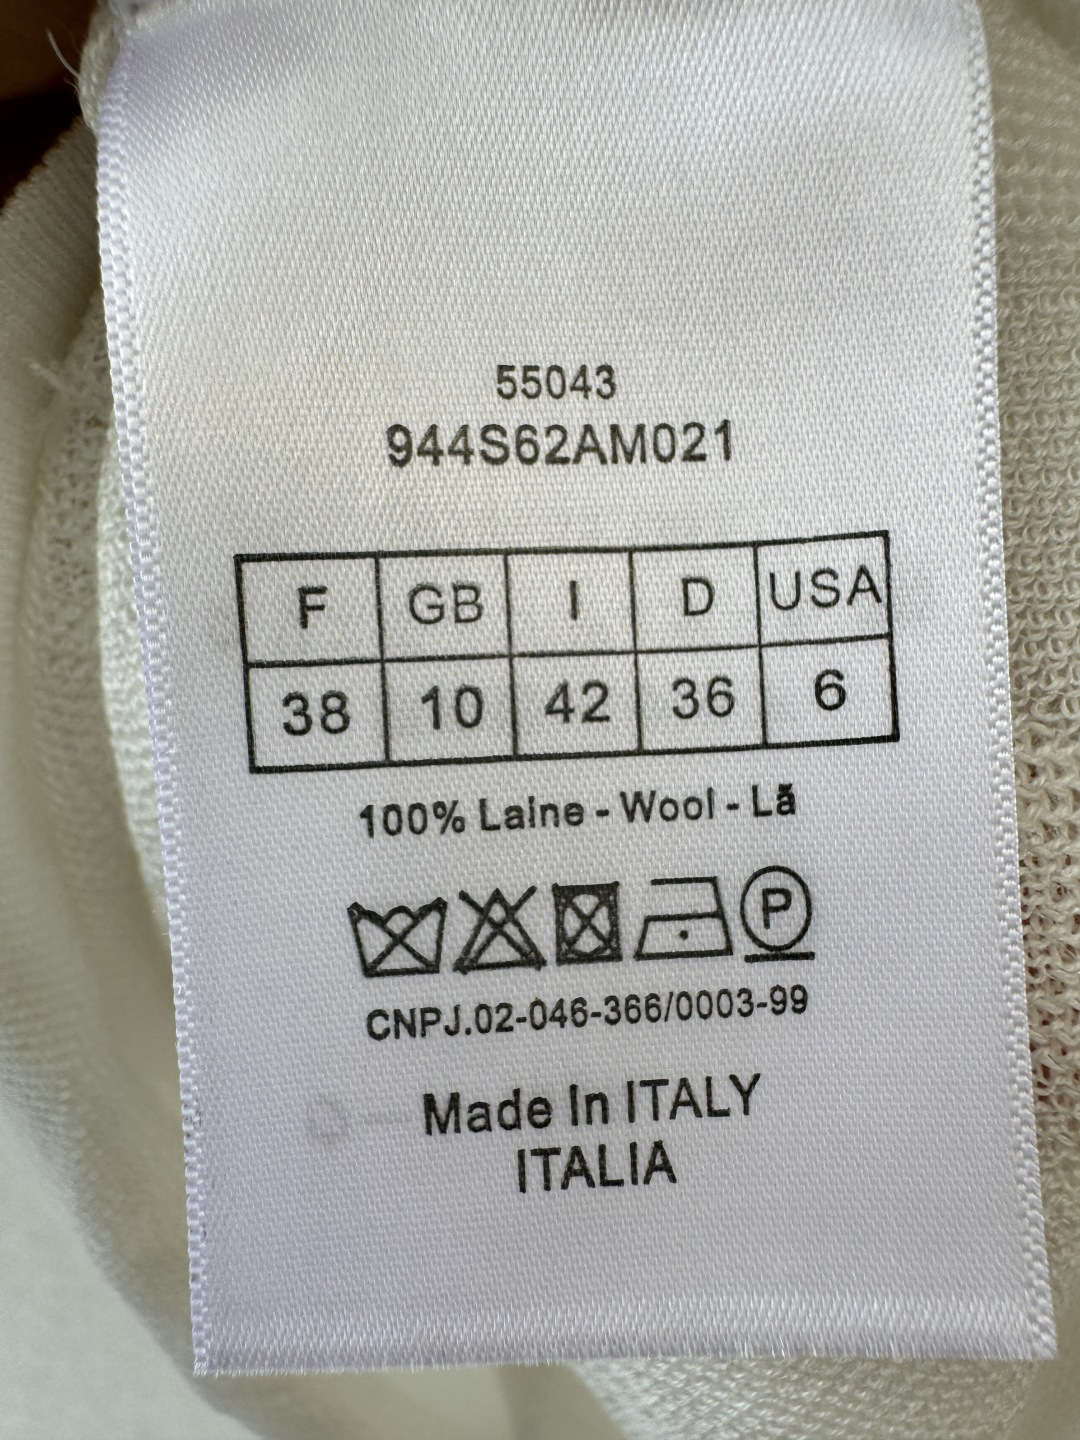 55043
944S62AM021
F GB I D USA
38 10 42 36 6
100% Laine - Wool - Lã
P
CNPJ.02-046-366/0003-99
Made In ITALY
ITALIA